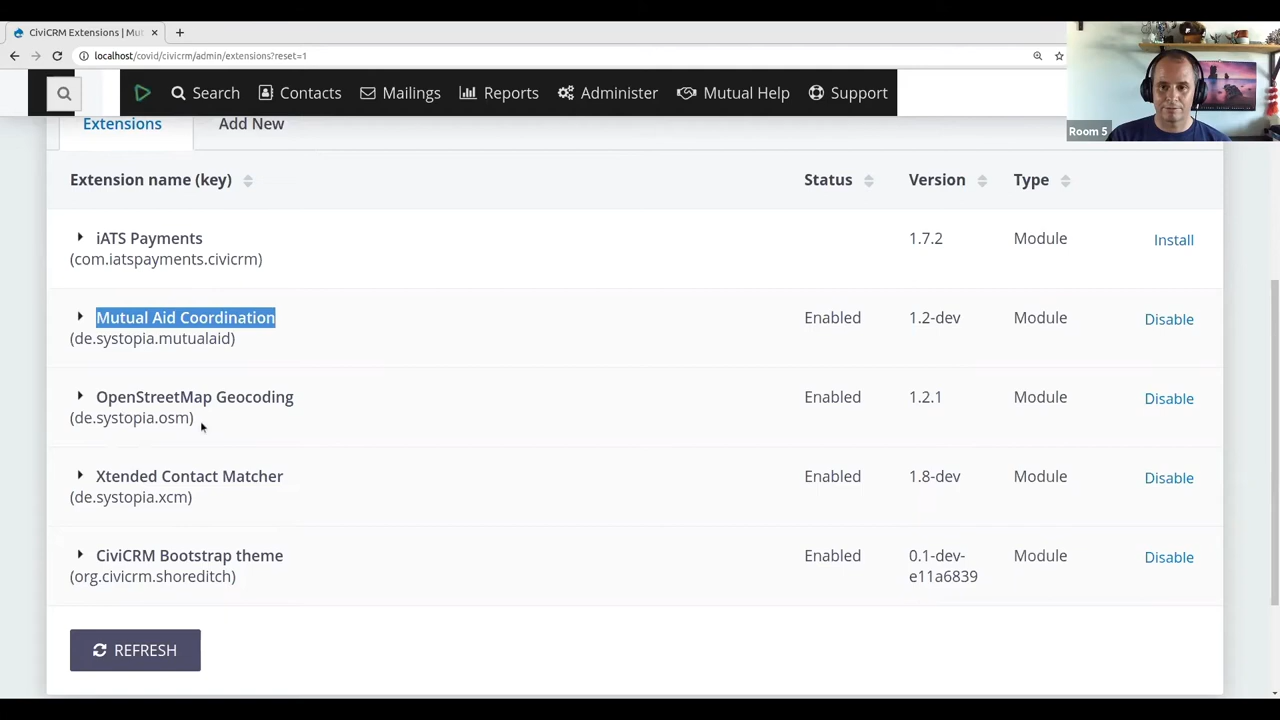 CiviCRM Extensions | Mut
localhost/covid/civicrm/admin/extensions?reset=1
Search
Contacts
Mailings
Reports
Administer
Mutual Help
Support
Room 5
Extensions
Add New
Extension name (key)
Status
Version
Type
iATS Payments
(com.iatspayments.civicrm)
1.7.2
Module
Install
Mutual Aid Coordination
(de.systopia.mutualaid)
Enabled
1.2-dev
Module
Disable
OpenStreetMap Geocoding
(de.systopia.osm)
Enabled
1.2.1
Module
Disable
Xtended Contact Matcher
(de.systopia.xcm)
Enabled
1.8-dev
Module
Disable
CiviCRM Bootstrap theme
(org.civicrm.shoreditch)
Enabled
0.1-dev-
e11a6839
Module
Disable
REFRESH